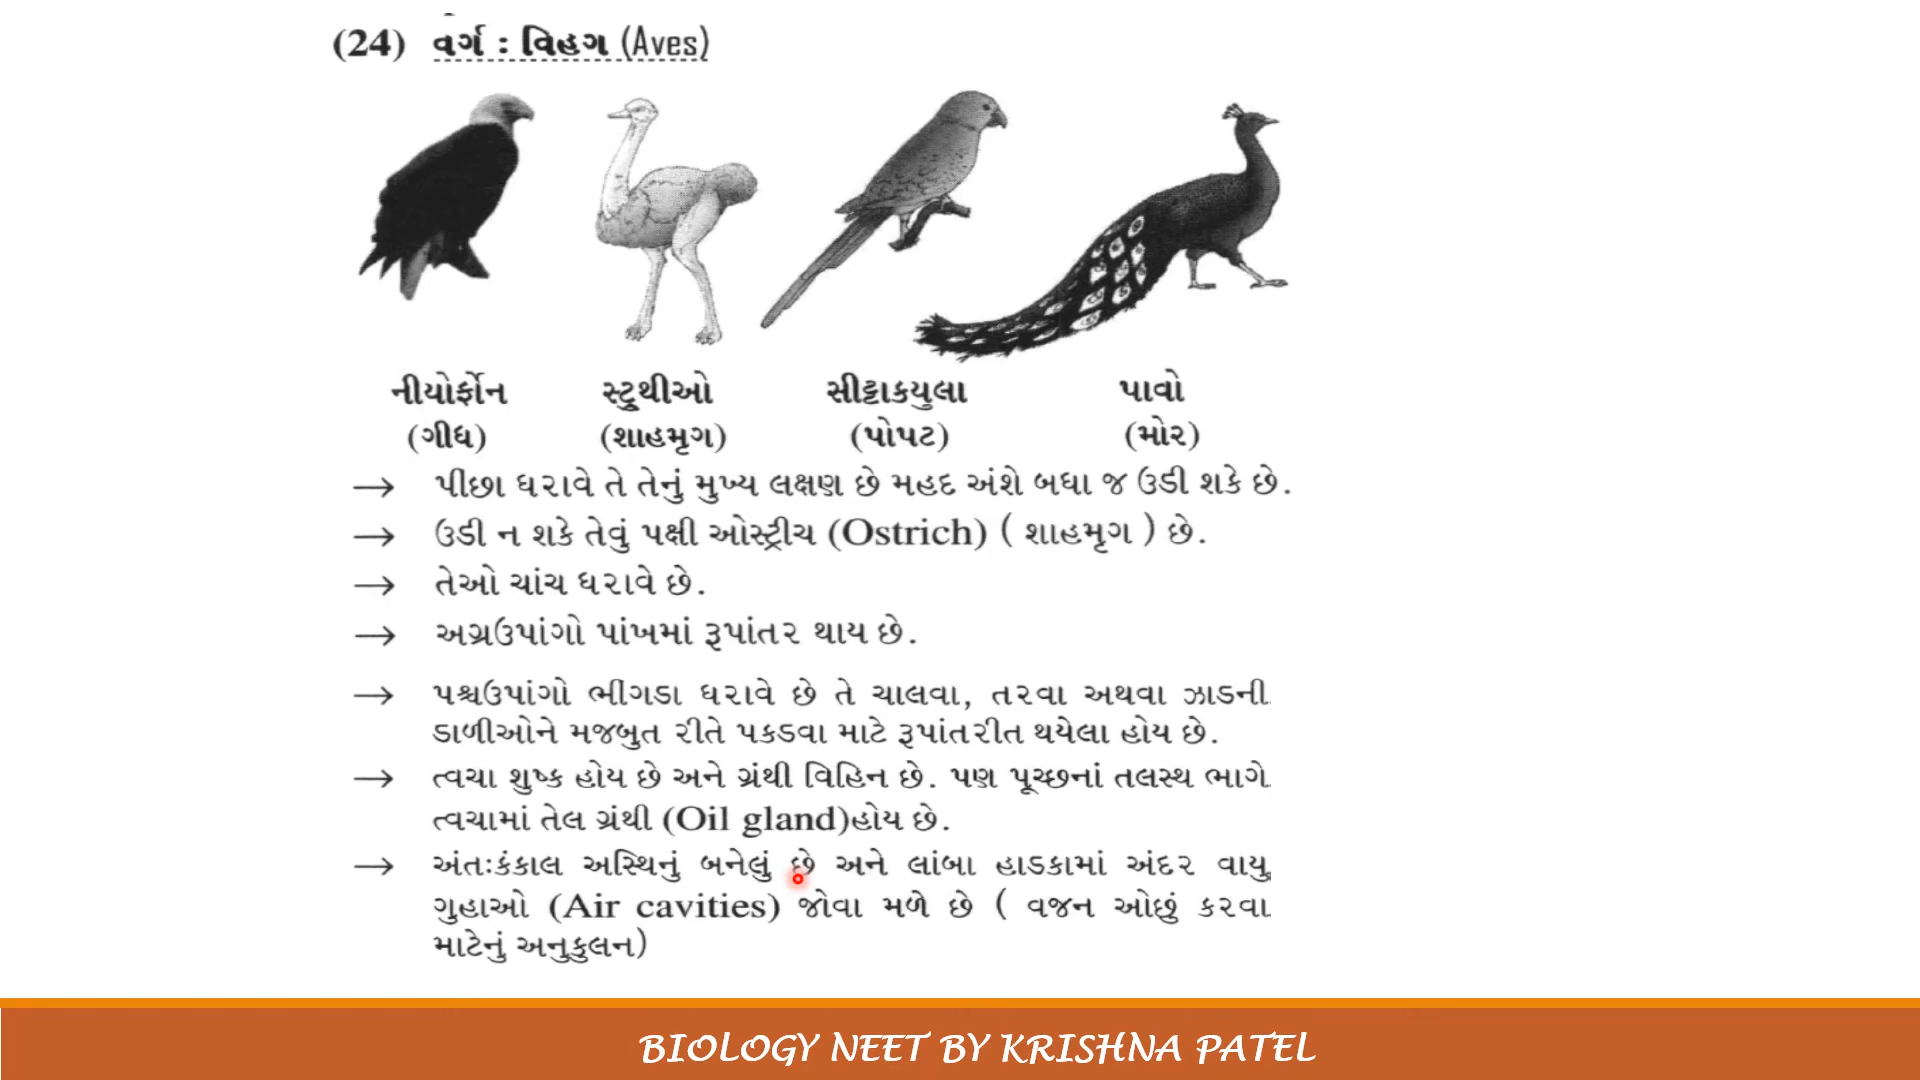 (24) વર્ગ : વિહગ (Aves)
નીયોફ્રોન સ્ટ્રુથીઓ સીટ્ટાકયુલા પાવો
(ગીધ) (શાહમૃગ) (પોપટ) (મોર)
→ પીંછા ધરાવે તે તેનું મુખ્ય લક્ષણ છે મહદ અંશે બધા જ ઉડી શકે છે.
→ ઉડી ન શકે તેવું પક્ષી ઓસ્ટ્રીચ (Ostrich) ( શાહમૃગ ) છે.
→ તેઓ ચાંચ ધરાવે છે.
→ અગ્રઉપાંગો પાંખમાં રૂપાંતર થાય છે.
→ પશ્ચઉપાંગો ભીંગડા ધરાવે છે તે ચાલવા, તરવા અથવા ઝાડની
ડાળીઓને મજબુત રીતે પકડવા માટે રૂપાંતરીત થયેલા હોય છે.
→ ત્વચા શુષ્ક હોય છે અને ગ્રંથી વિહિન છે. પણ પૂચ્છનાં તલસ્થ ભાગે
ત્વચામાં તેલ ગ્રંથી (Oil gland)હોય છે.
→ અંતઃકંકાલ અસ્થિનું બનેલું છે અને લાંબા હાડકામાં અંદર વાયુ
ગુહાઓ (Air cavities) જોવા મળે છે ( વજન ઓછું કરવા
માટેનું અનુકુલન)
BIOLOGY NEET BY KRISHNA PATEL